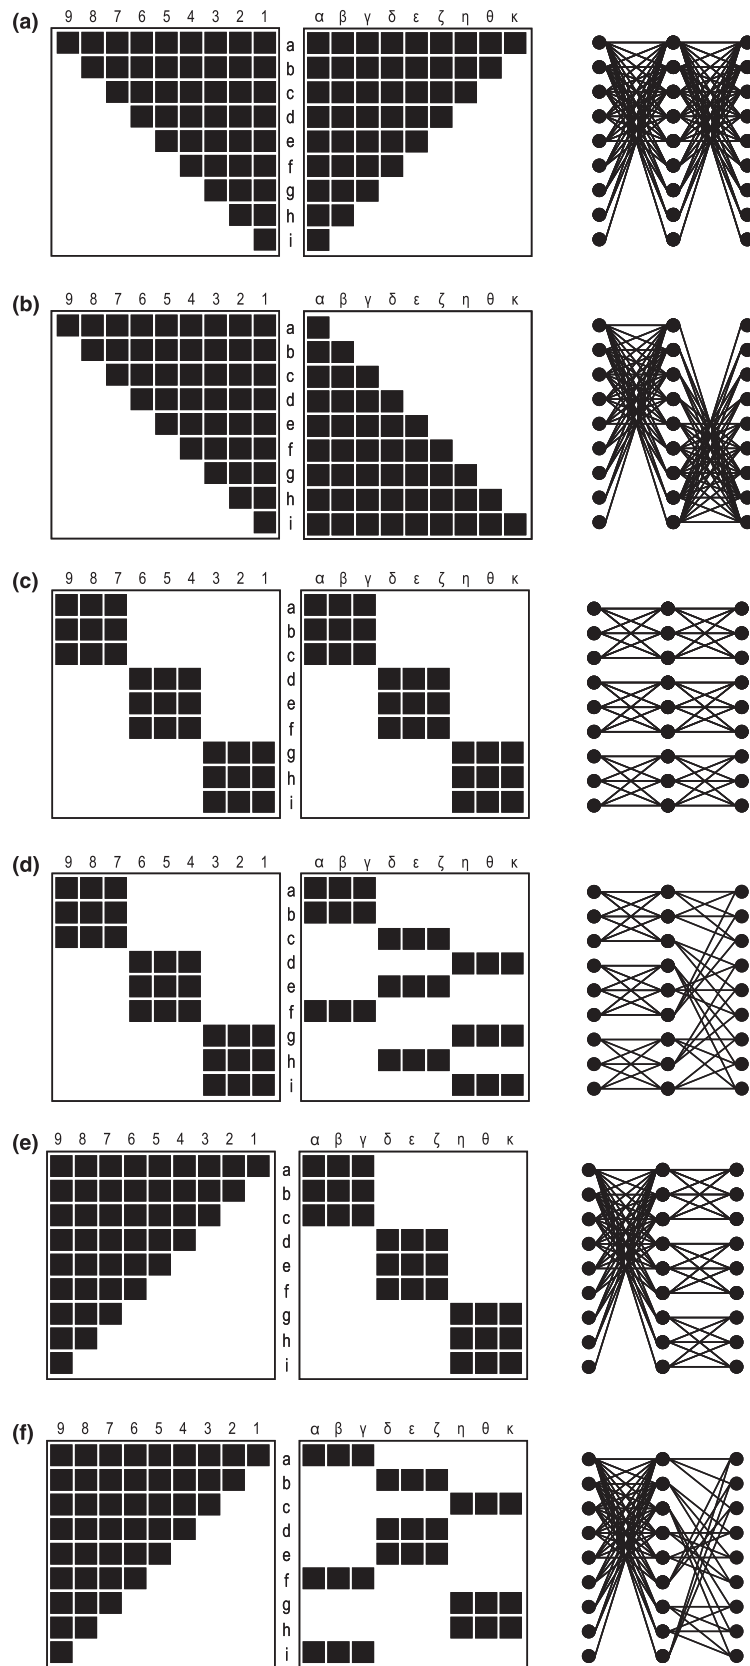 (a) 9 8 7 6 5 4 3 2 1 α β γ δ ε ζ η θ κ
a
b
c
d
e
f
g
h
i
(b) 9 8 7 6 5 4 3 2 1 α β γ δ ε ζ η θ κ
a
b
c
d
e
f
g
h
i
(c) 9 8 7 6 5 4 3 2 1 α β γ δ ε ζ η θ κ
a
b
c
d
e
f
g
h
i
(d) 9 8 7 6 5 4 3 2 1 α β γ δ ε ζ η θ κ
a
b
c
d
e
f
g
h
i
(e) 9 8 7 6 5 4 3 2 1 α β γ δ ε ζ η θ κ
a
b
c
d
e
f
g
h
i
(f) 9 8 7 6 5 4 3 2 1 α β γ δ ε ζ η θ κ
a
b
c
d
e
f
g
h
i